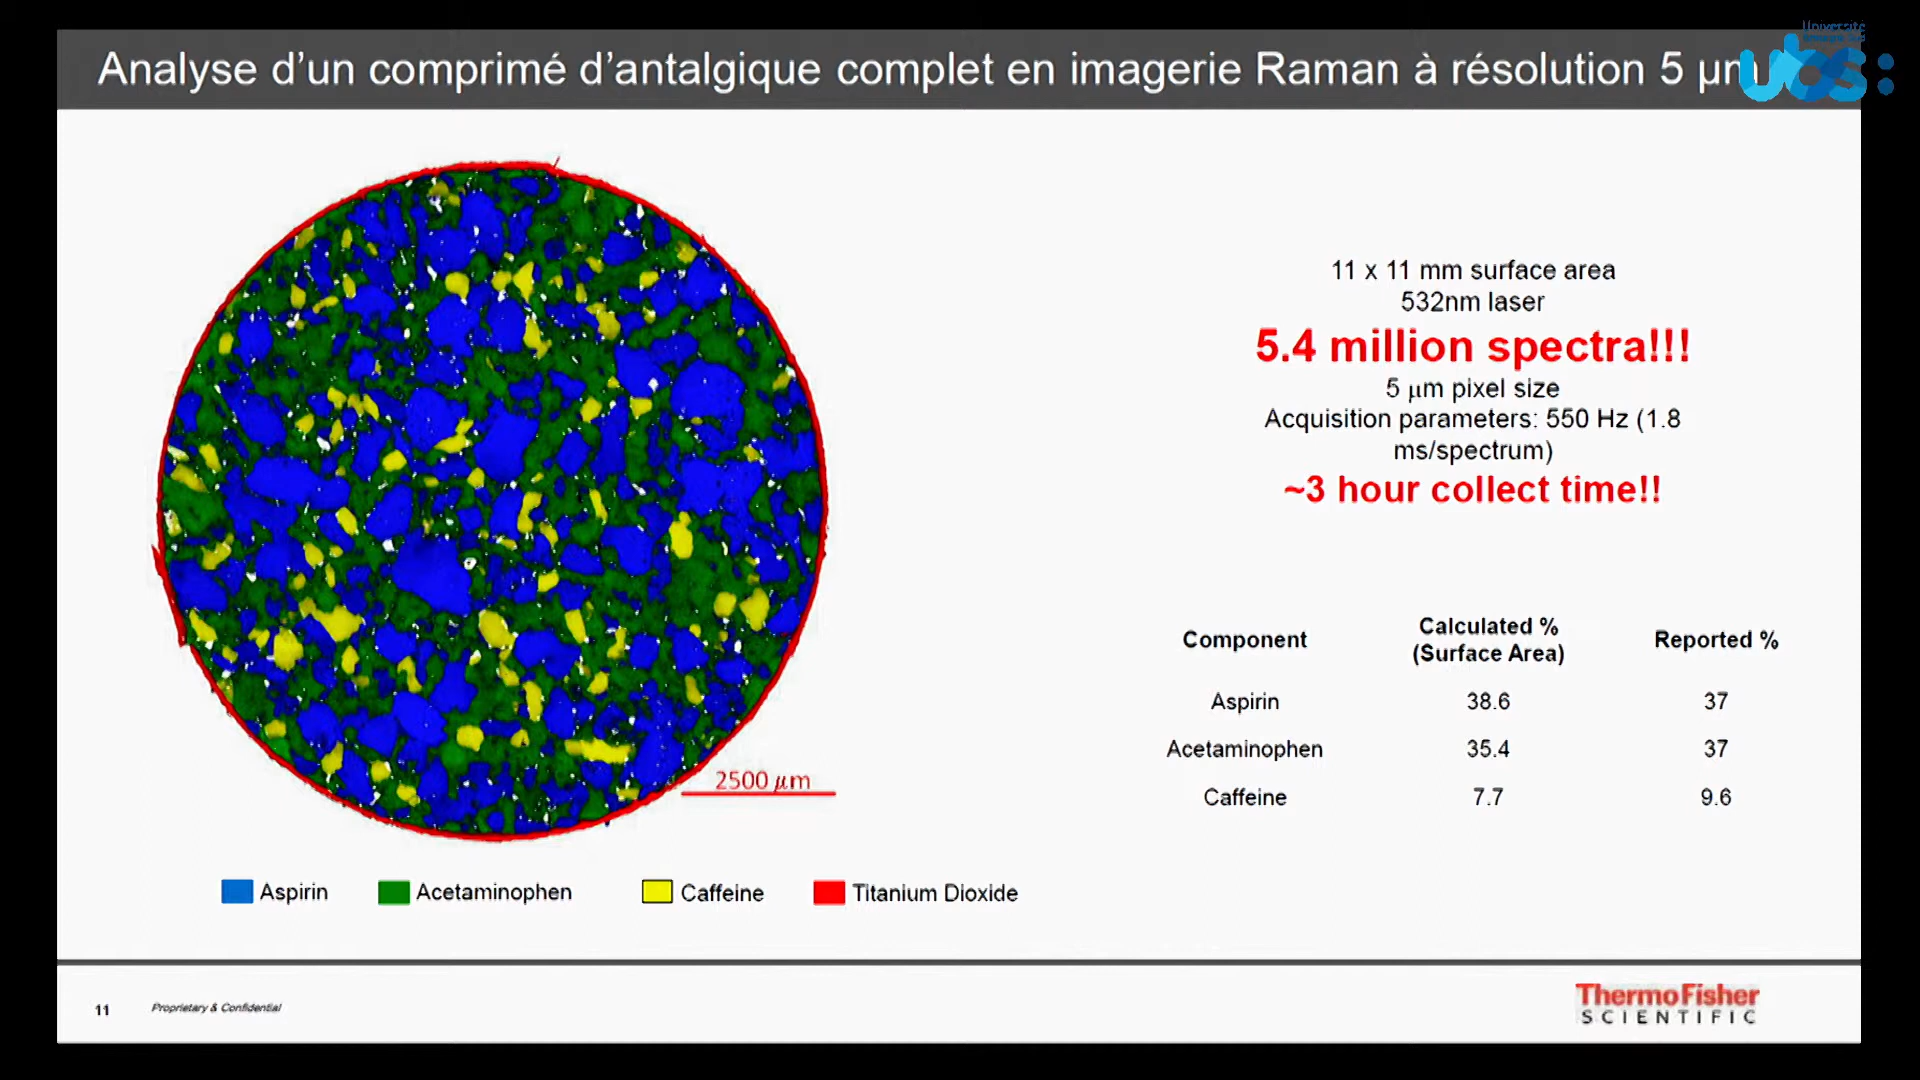 Université
ubs:
Analyse d’un comprimé d’antalgique complet en imagerie Raman à résolution 5 µm
11 x 11 mm surface area
532nm laser
5.4 million spectra!!!
5 µm pixel size
Acquisition parameters: 550 Hz (1.8
ms/spectrum)
~3 hour collect time!!
2500 µm
Component Calculated % (Surface Area) Reported %
Aspirin 38.6 37
Acetaminophen 35.4 37
Caffeine 7.7 9.6
Aspirin Acetaminophen Caffeine Titanium Dioxide
11 Proprietary & Confidential
ThermoFisher
SCIENTIFIC